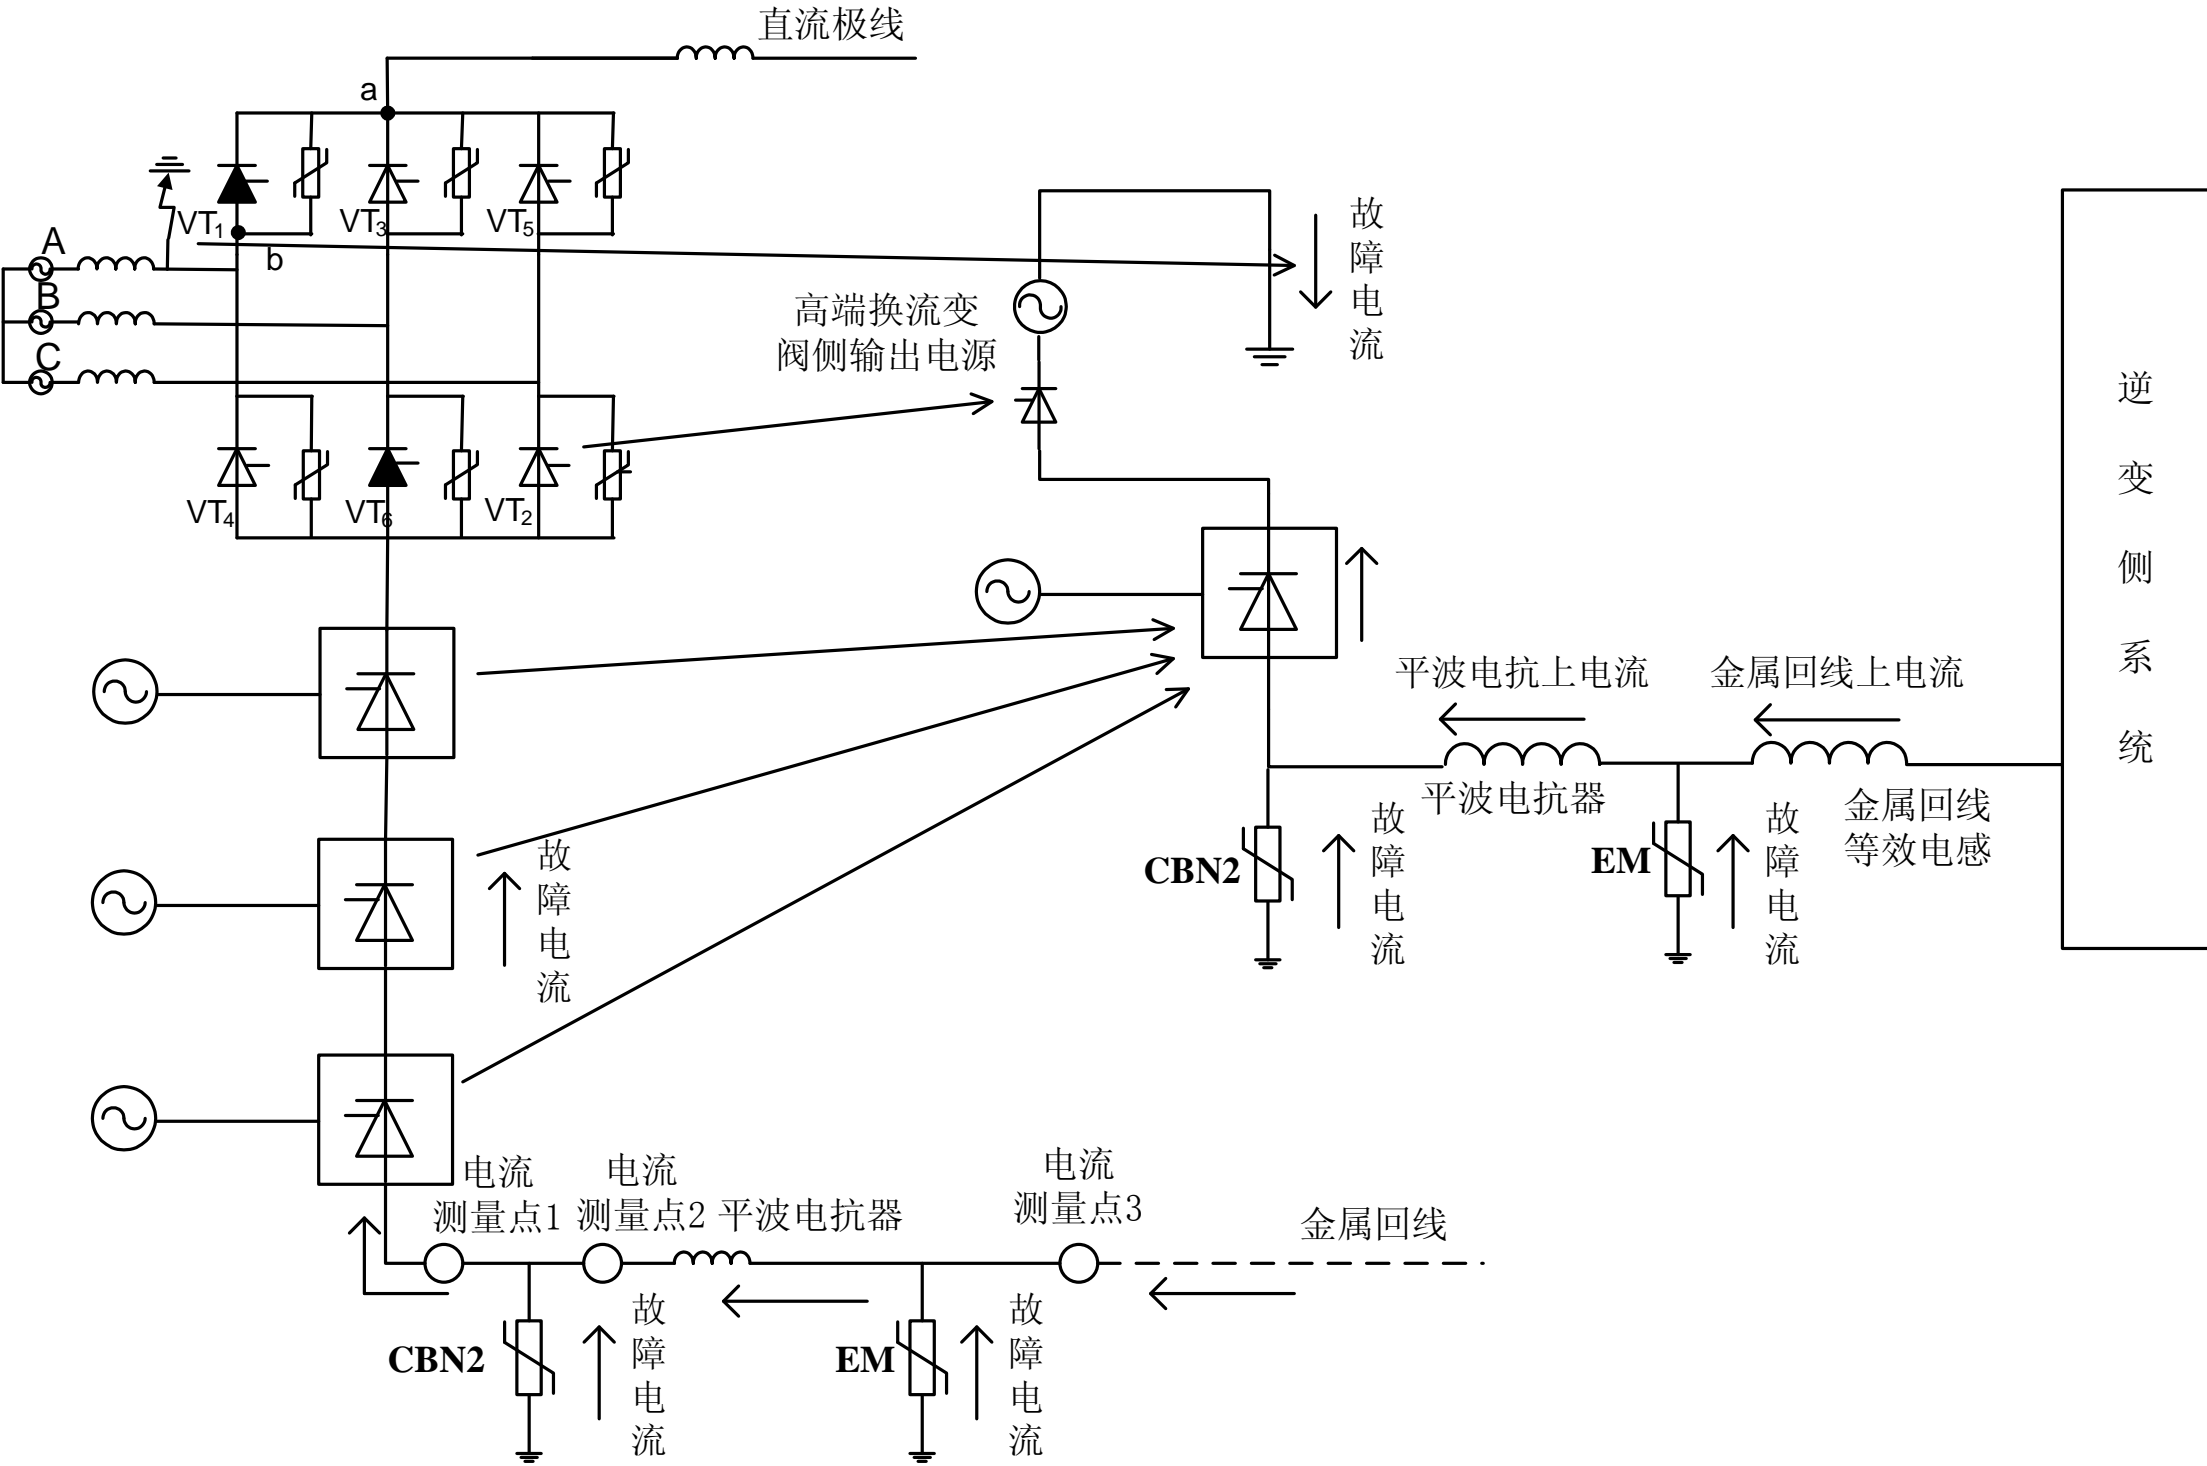 直流极线
a
VT1
VT3
VT5
b
A
B
C
VT4
VT6
VT2
高端换流变
阀侧输出电源
故障电流
逆变侧系统
平波电抗上电流
金属回线上电流
平波电抗器
金属回线
等效电感
CBN2
故障电流
EM
故障电流
故障电流
电流
测量点1
电流
测量点2
平波电抗器
电流
测量点3
金属回线
CBN2
故障电流
EM
故障电流